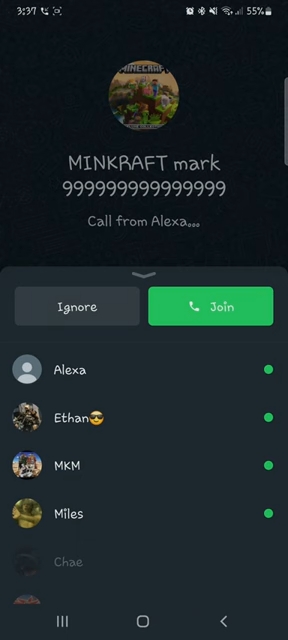 3:37
55%
MINECRAFT
MINKRAFT mark
999999999999999
Call from Alexa...
Ignore
Join
Alexa
Ethan😎
MKM
Miles
Chae